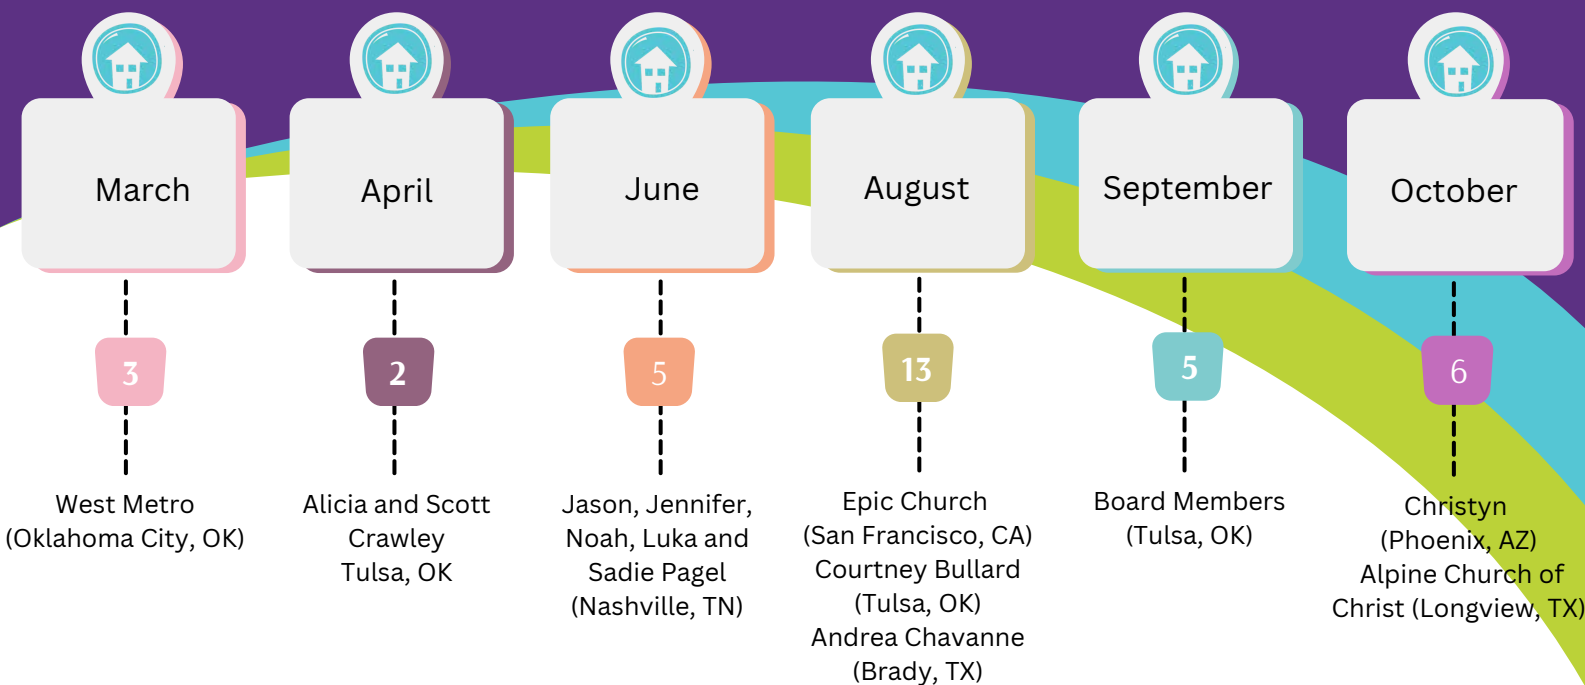 March
April
June
August
September
October
3
2
5
13
5
6
West Metro
(Oklahoma City, OK)
Alicia and Scott
Crawley
Tulsa, OK
Jason, Jennifer,
Noah, Luka and
Sadie Pagel
(Nashville, TN)
Epic Church
(San Francisco, CA)
Courtney Bullard
(Tulsa, OK)
Andrea Chavanne
(Brady, TX)
Board Members
(Tulsa, OK)
Christyn
(Phoenix, AZ)
Alpine Church of
Christ (Longview, TX)